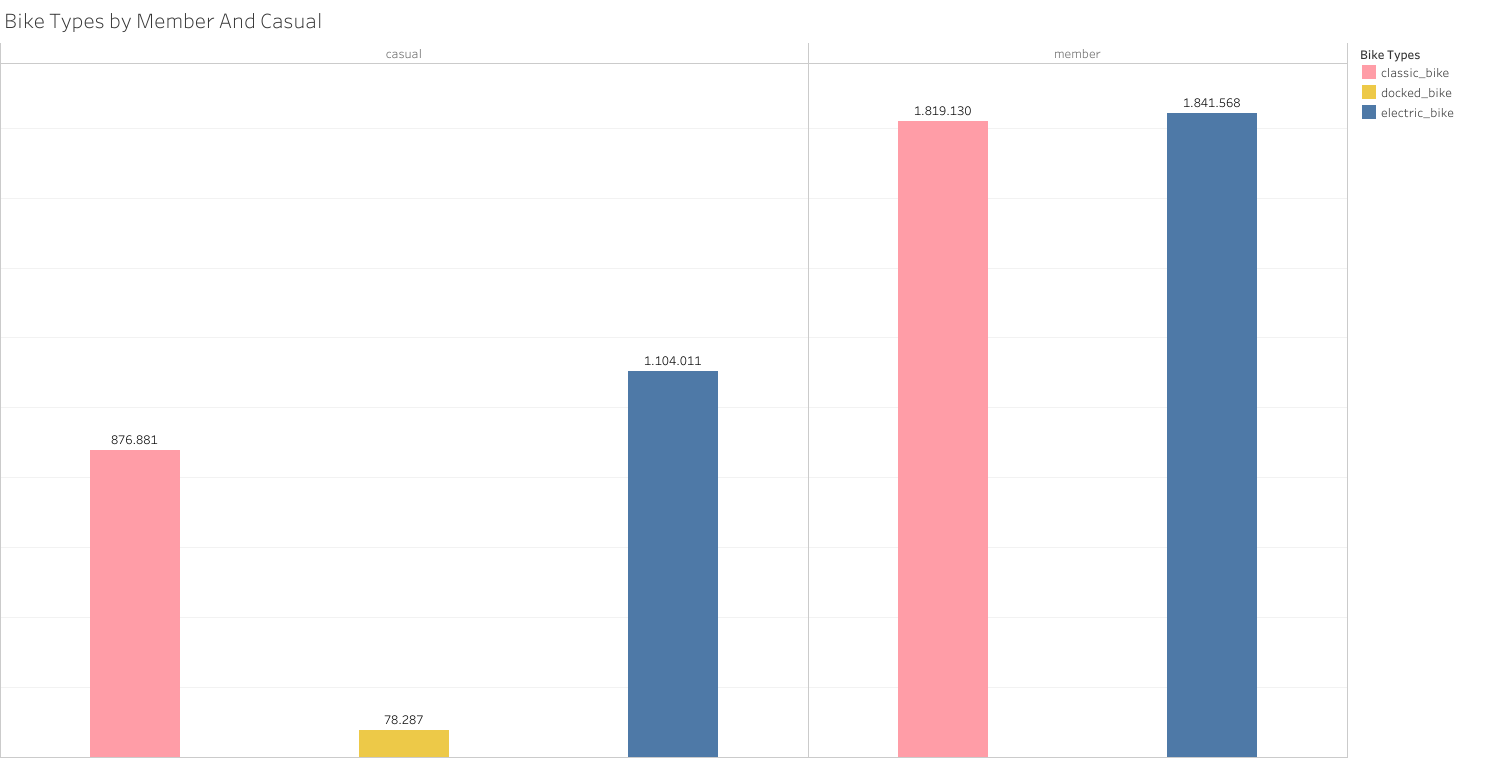 Bike Types by Member And Casual
casual
member
Bike Types
classic_bike
docked_bike
electric_bike
876.881
78.287
1.104.011
1.819.130
1.841.568